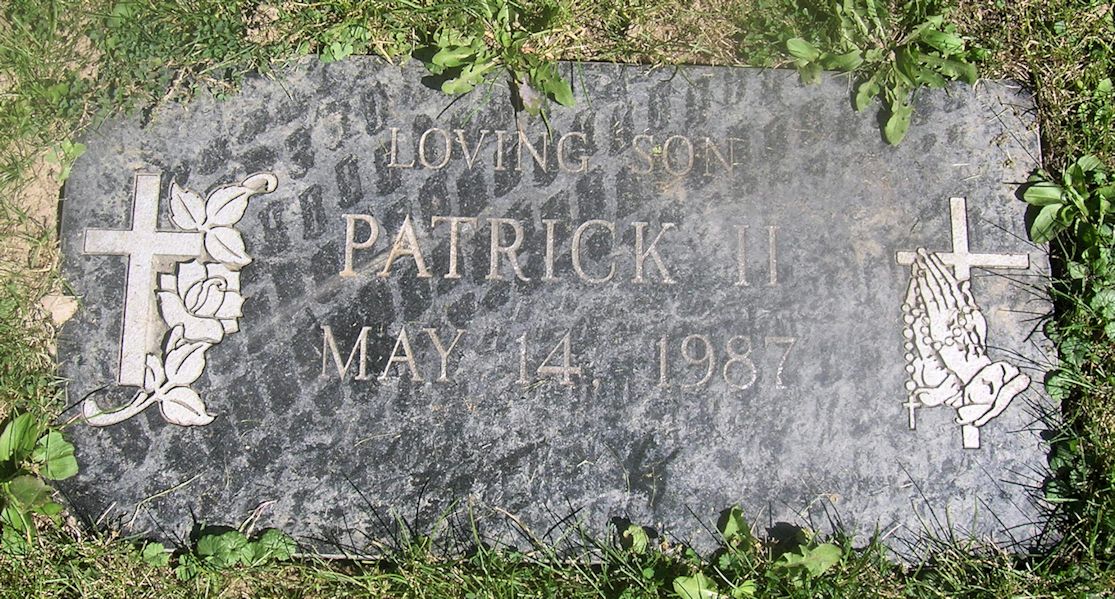 LOVING SON
PATRICK II
MAY 14, 1987